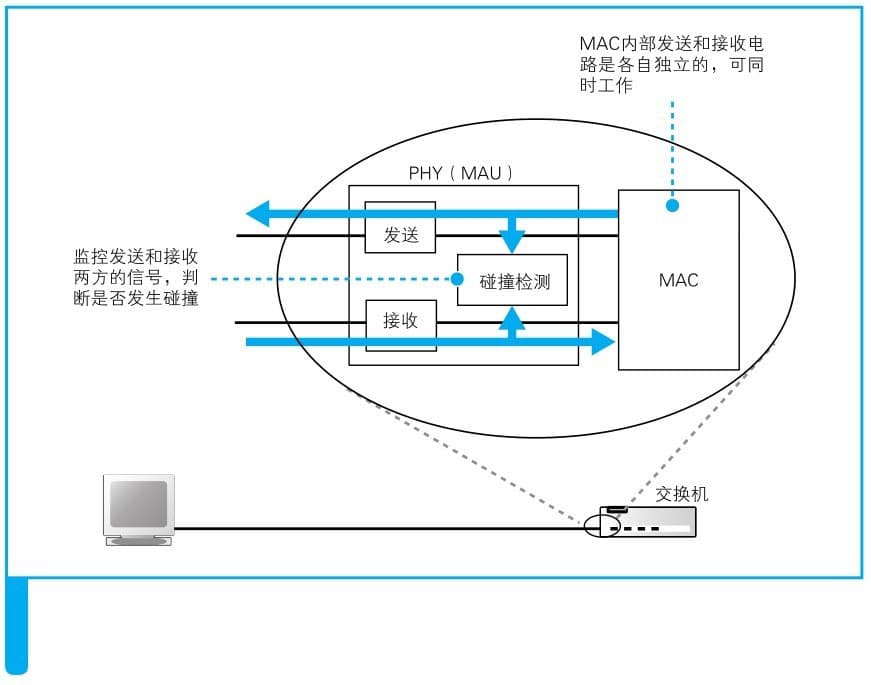 MAC内部发送和接收电
路是各自独立的，可同
时工作
PHY（MAU）
发送
监控发送和接收
两方的信号，判
断是否发生碰撞
碰撞检测
MAC
接收
交换机